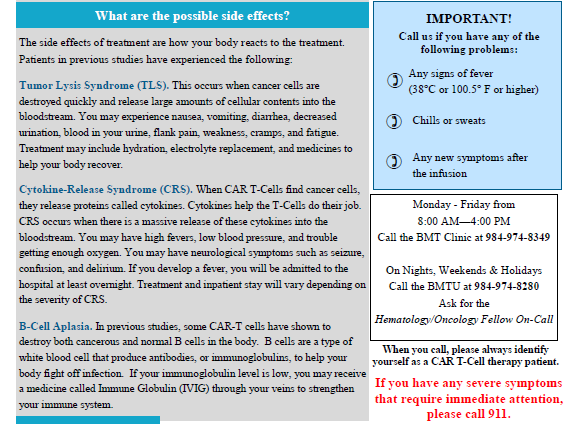 What are the possible side effects?
The side effects of treatment are how your body reacts to the treatment.
Patients in previous studies have experienced the following:
Tumor Lysis Syndrome (TLS). This occurs when cancer cells are
destroyed quickly and release large amounts of cellular contents into the
bloodstream. You may experience nausea, vomiting, diarrhea, decreased
urination, blood in your urine, flank pain, weakness, cramps, and fatigue.
Treatment may include hydration, electrolyte replacement, and medicines to
help your body recover.
Cytokine-Release Syndrome (CRS). When CAR T-Cells find cancer cells,
they release proteins called cytokines. Cytokines help the T-Cells do their job.
CRS occurs when there is a massive release of these cytokines into the
bloodstream. You may have high fevers, low blood pressure, and trouble
getting enough oxygen. You may have neurological symptoms such as seizure,
confusion, and delirium. If you develop a fever, you will be admitted to the
hospital at least overnight. Treatment and inpatient stay will vary depending on
the severity of CRS.
B-Cell Aplasia. In previous studies, some CAR-T cells have shown to
destroy both cancerous and normal B cells in the body. B cells are a type of
white blood cell that produce antibodies, or immunoglobulins, to help your
body fight off infection. If your immunoglobulin level is low, you may receive
a medicine called Immune Globulin (IVIG) through your veins to strengthen
your immune system.
IMPORTANT!
Call us if you have any of the
following problems:
Any signs of fever
(38°C or 100.5° F or higher)
Chills or sweats
Any new symptoms after
the infusion
Monday - Friday from
8:00 AM—4:00 PM
Call the BMT Clinic at 984-974-8349
On Nights, Weekends & Holidays
Call the BMTU at 984-974-8280
Ask for the
Hematology/Oncology Fellow On-Call
When you call, please always identify
yourself as a CAR T-Cell therapy patient.
If you have any severe symptoms
that require immediate attention,
please call 911.